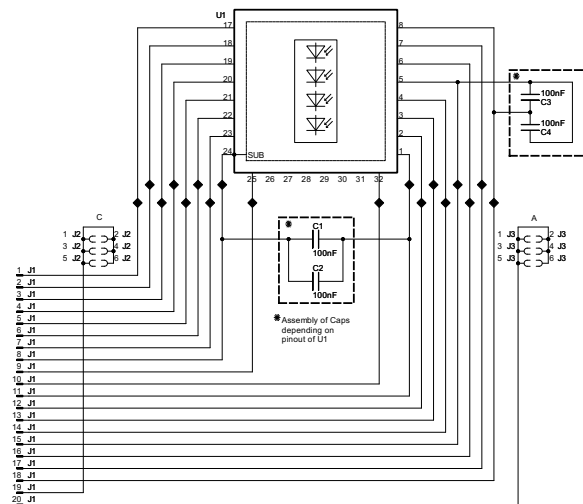 U1
17
18
19
20
21
22
23
24
SUB
8
7
6
5
4
3
2
1
25 26 27 28 29 30 31 32
✱
100nF
C3
100nF
C4
✱
C1
100nF
C2
100nF
✱ Assembly of Caps
depending on
pinout of U1
C
1 J2 2 J2
3 J2 4 J2
5 J2 6 J2
A
1 J3 2 J3
3 J3 4 J3
5 J3 6 J3
1 J1
2 J1
3 J1
4 J1
5 J1
6 J1
7 J1
8 J1
9 J1
10 J1
11 J1
12 J1
13 J1
14 J1
15 J1
16 J1
17 J1
18 J1
19 J1
20 J1